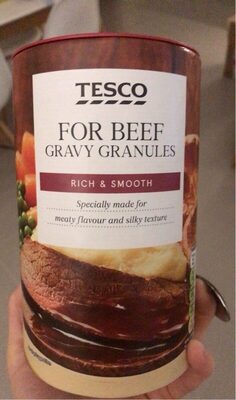 TESCO
FOR BEEF
GRAVY GRANULES
RICH & SMOOTH
Specially made for
meaty flavour and silky texture